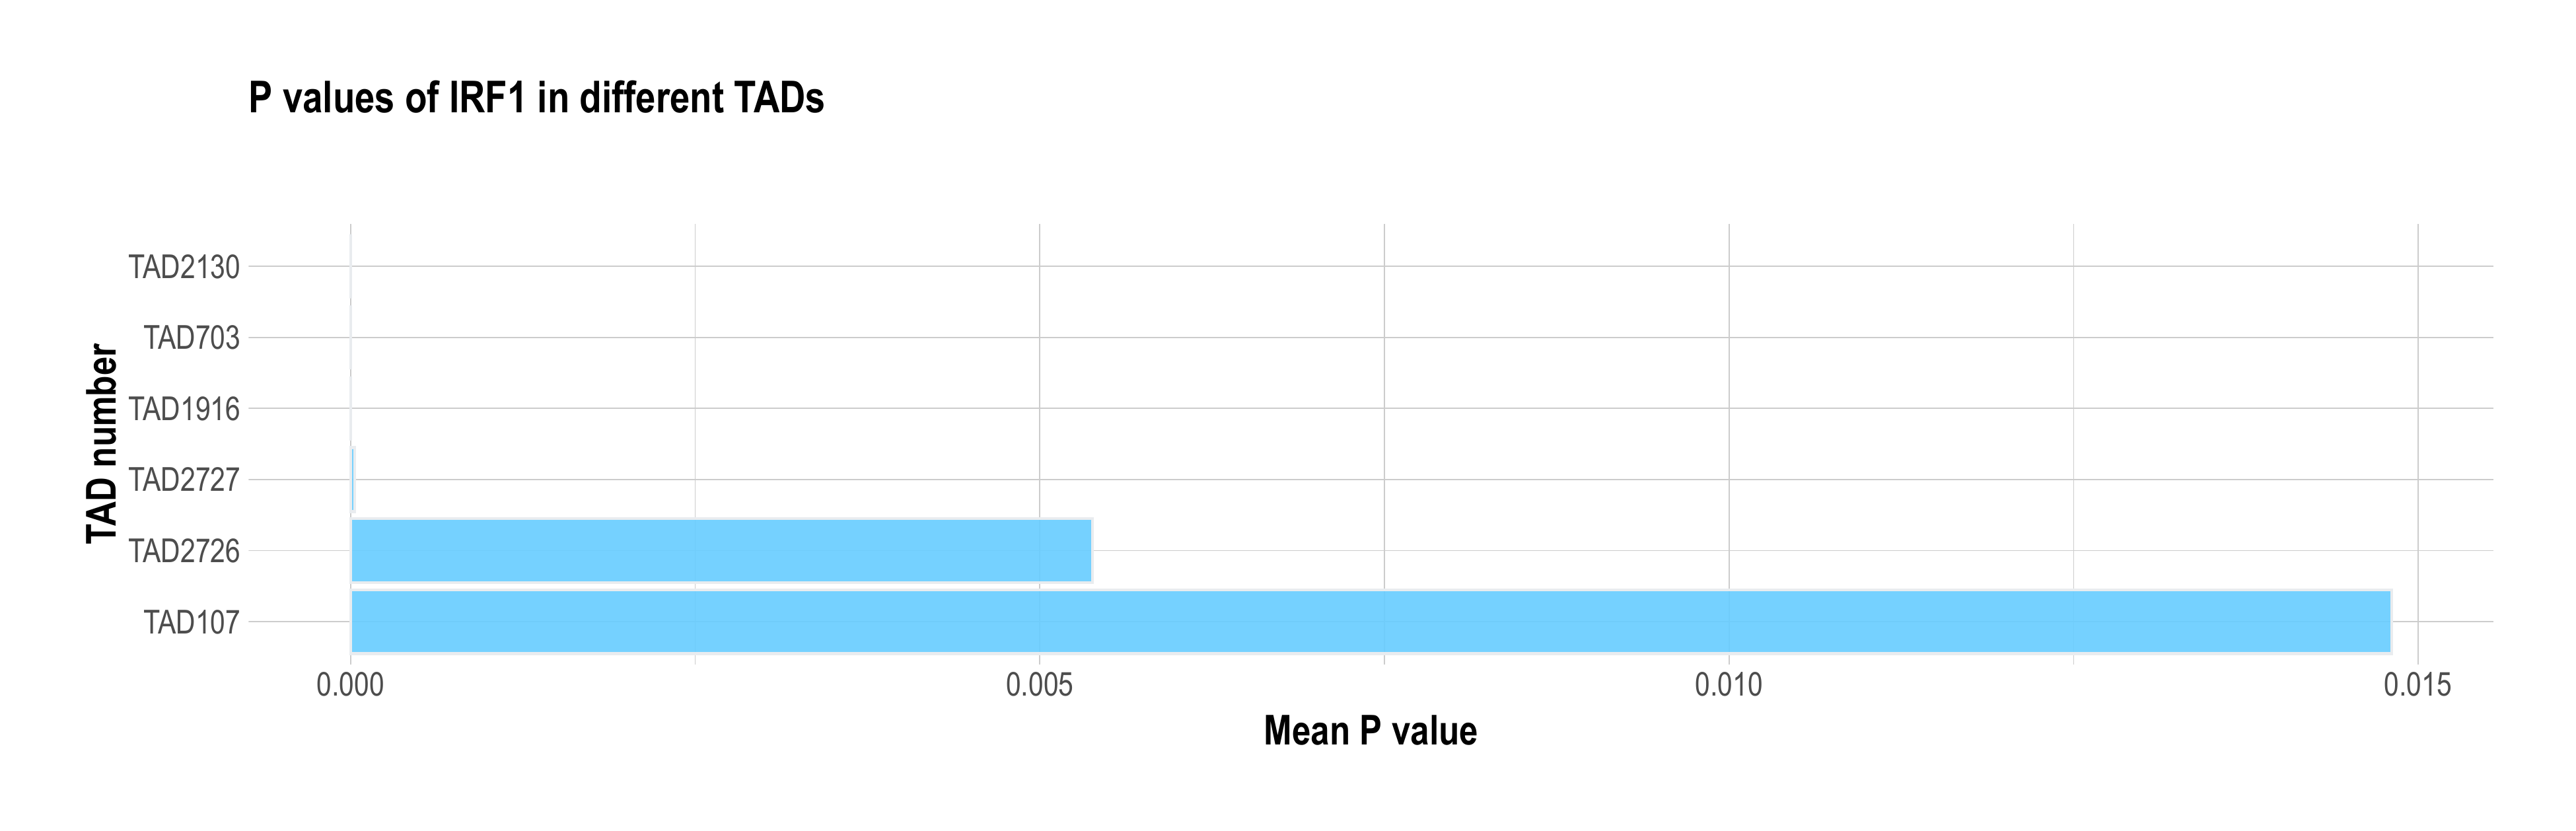 P values of IRF1 in different TADs
TAD number
TAD2130
TAD703
TAD1916
TAD2727
TAD2726
TAD107
0.000
0.005
0.010
0.015
Mean P value